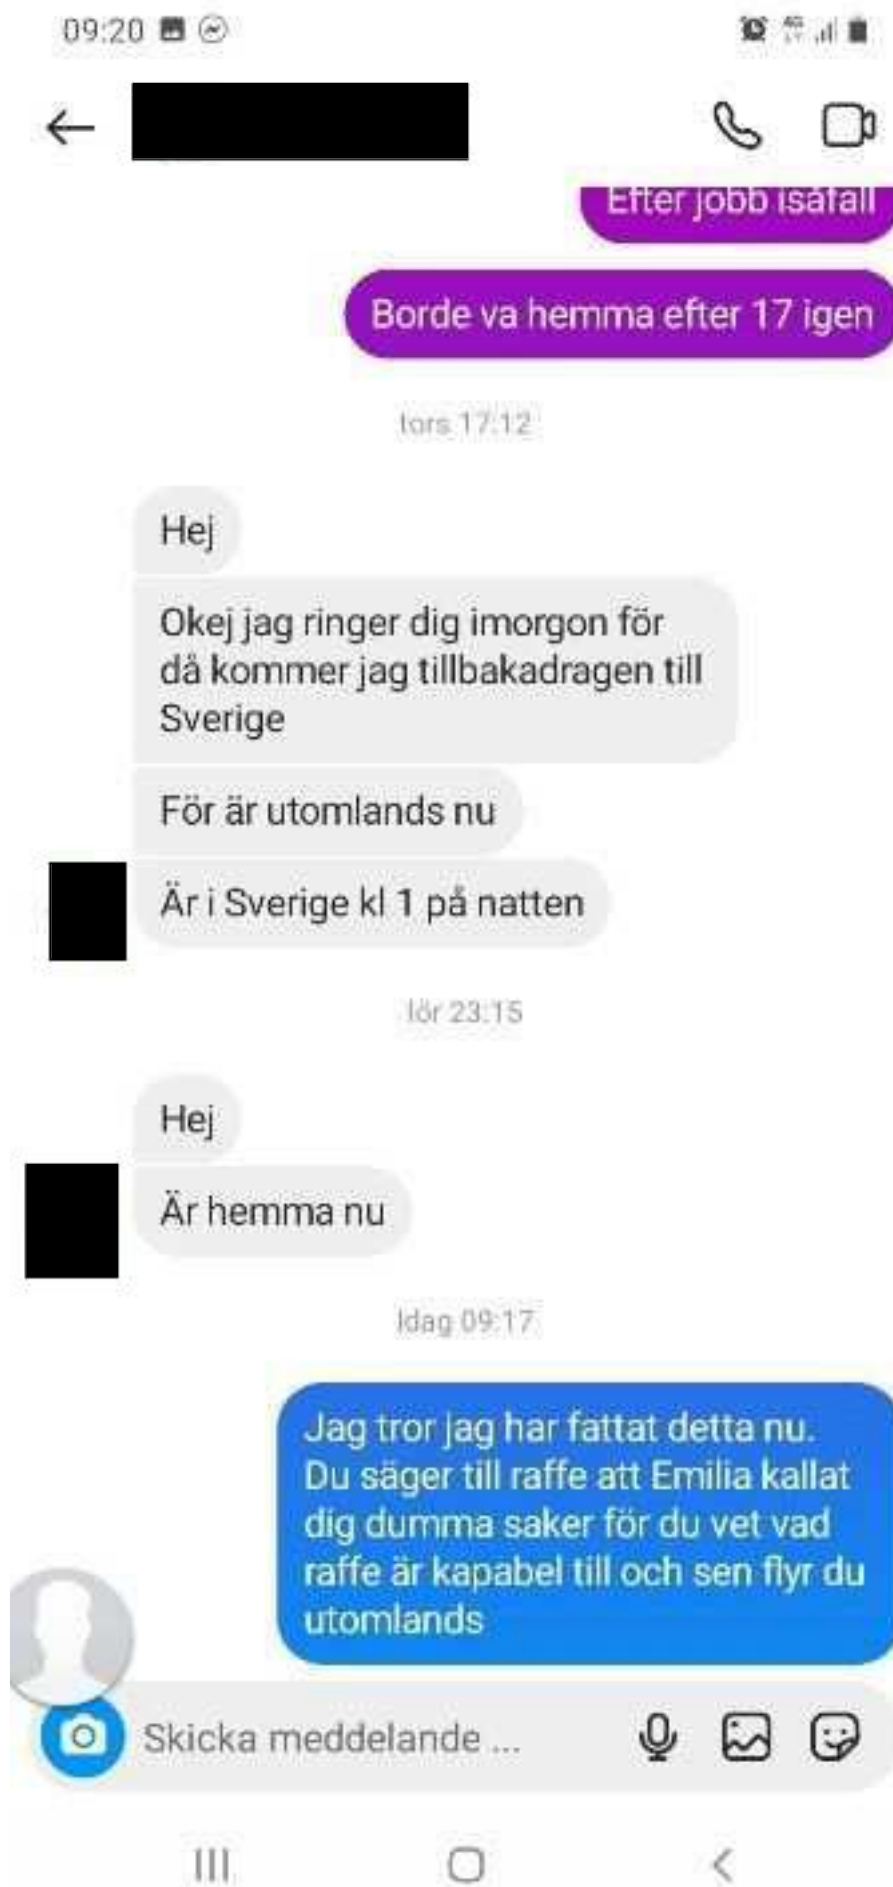 09:20
4G
Efter jobb isåfall
Borde va hemma efter 17 igen
tors 17:12
Hej
Okej jag ringer dig imorgon för
då kommer jag tillbakadragen till
Sverige
För är utomlands nu
Är i Sverige kl 1 på natten
lör 23:15
Hej
Är hemma nu
Idag 09:17
Jag tror jag har fattat detta nu.
Du säger till raffe att Emilia kallat
dig dumma saker för du vet vad
raffe är kapabel till och sen flyr du
utomlands
Skicka meddelande ...